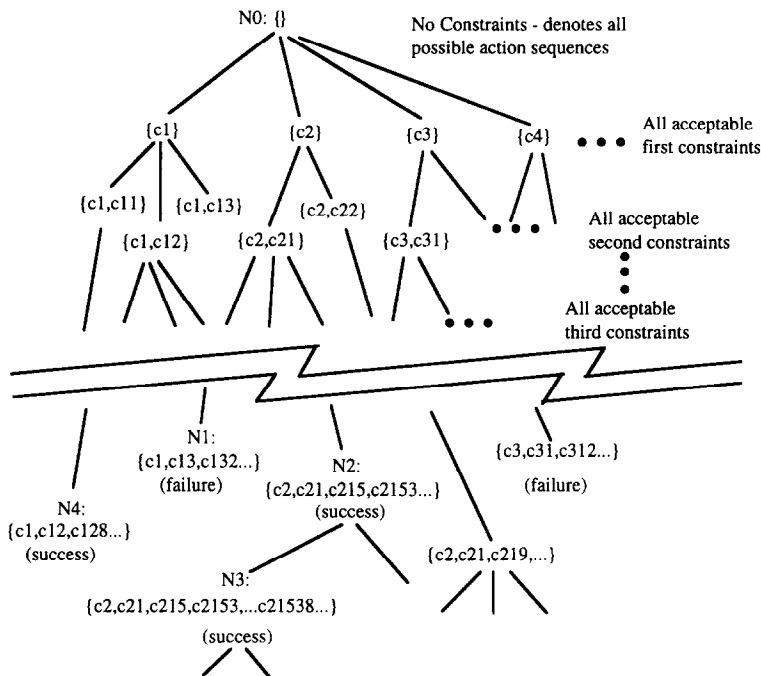 N0: {}
No Constraints - denotes all
possible action sequences
{c1}
{c2}
{c3}
{c4}
All acceptable
first constraints
{c1,c11}
{c1,c13}
{c2,c22}
{c1,c12}
{c2,c21}
{c3,c31}
All acceptable
second constraints
All acceptable
third constraints
N1:
{c1,c13,c132...}
(failure)
N2:
{c2,c21,c215,c2153...}
(success)
{c3,c31,c312...}
(failure)
N4:
{c1,c12,c128...}
(success)
{c2,c21,c219,...}
N3:
{c2,c21,c215,c2153,...c21538...}
(success)